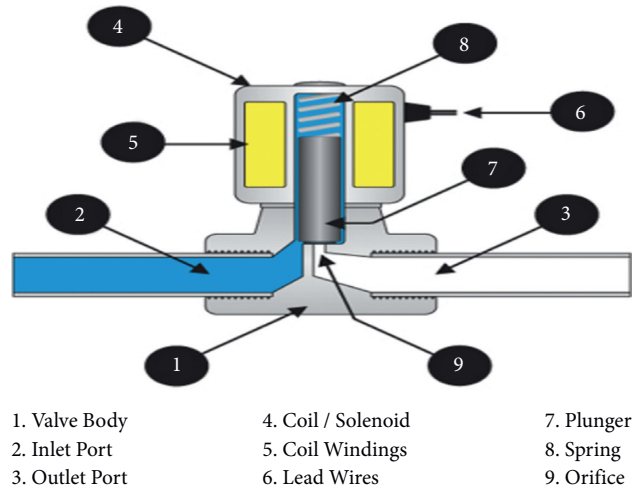 4
8
5
6
7
2
3
1
9
1. Valve Body
2. Inlet Port
3. Outlet Port
4. Coil / Solenoid
5. Coil Windings
6. Lead Wires
7. Plunger
8. Spring
9. Orifice